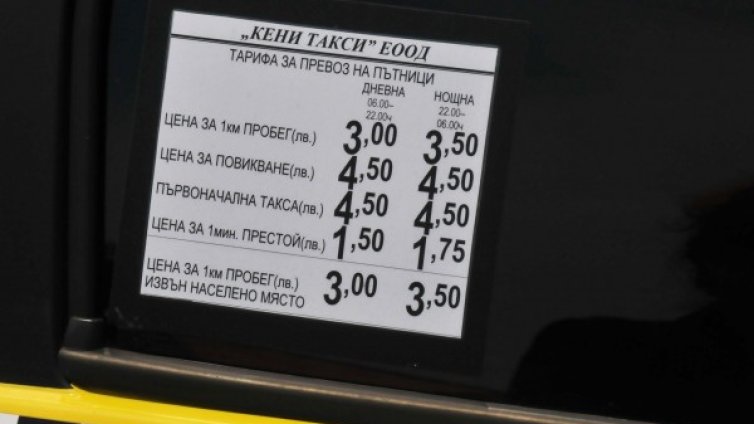 „КЕНИ ТАКСИ” ЕООД
ТАРИФА ЗА ПРЕВОЗ НА ПЪТНИЦИ
ДНЕВНА НОЩНА
06.00– 22.00–
22.00ч 06.00ч
ЦЕНА ЗА 1км ПРОБЕГ(лв.) 3,00 3,50
ЦЕНА ЗА ПОВИКВАНЕ(лв.) 4,50 4,50
ПЪРВОНАЧАЛНА ТАКСА(лв.) 4,50 4,50
ЦЕНА ЗА 1мин. ПРЕСТОЙ(лв.) 1,50 1,75
ЦЕНА ЗА 1км ПРОБЕГ(лв.) 3,00 3,50
ИЗВЪН НАСЕЛЕНО МЯСТО